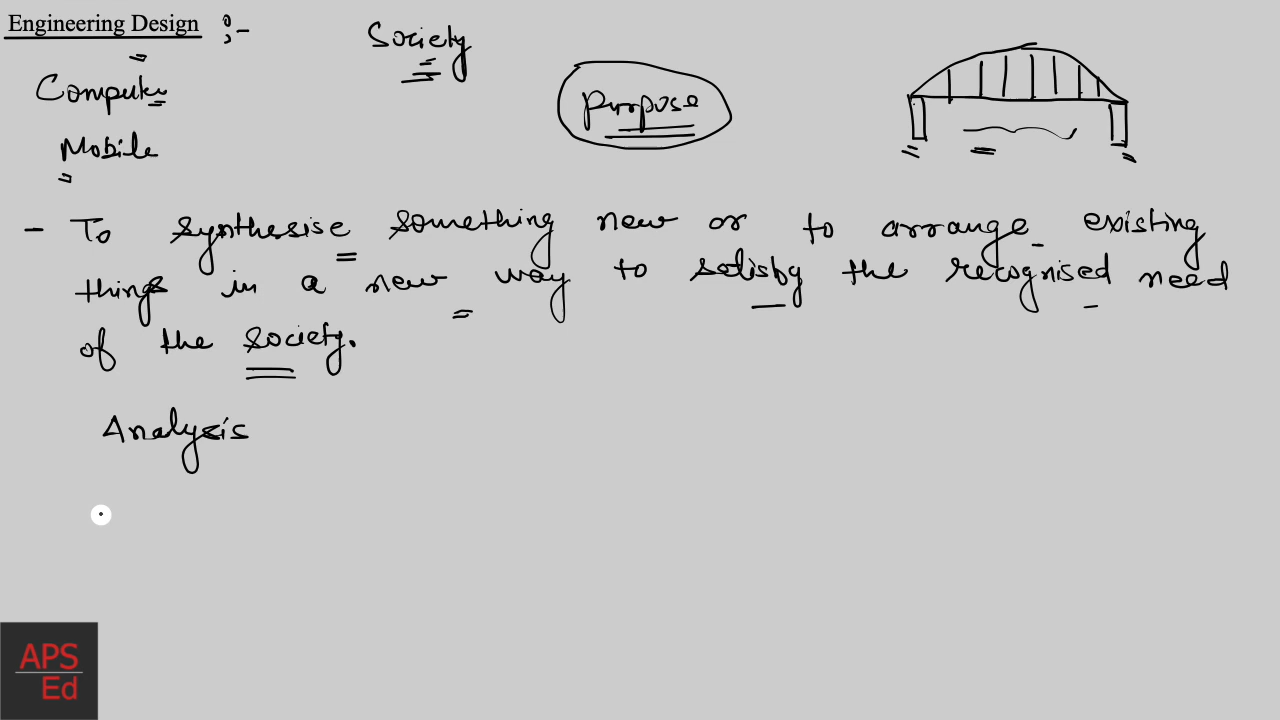 Engineering Design :-
Society
Computer
Purpose
Mobile
- To synthesise something new or to arrange existing
things in a new way to satisfy the recognised need
of the society.
Analysis
APS
Ed